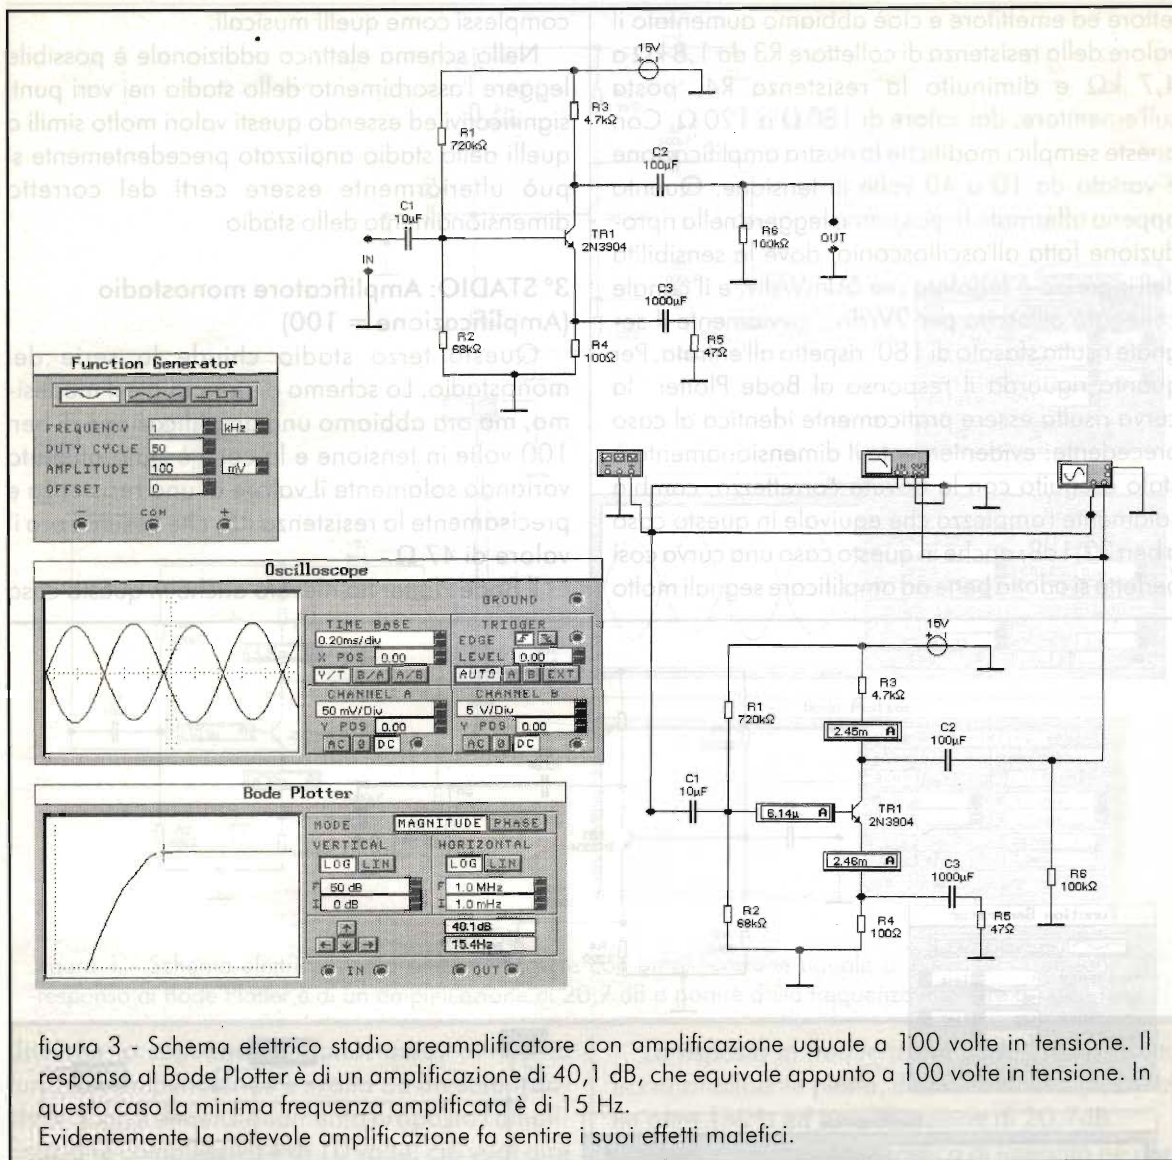 15V
R3
4.7kΩ
R1
720kΩ
C2
100µF
C1
10µF
TR1
2N3904
R6
100kΩ
OUT
IN
C3
1000µF
R2
68kΩ
R4
100Ω
R5
47Ω
Function Generator
FREQUENCY 1 kHz
DUTY CYCLE 50
AMPLITUDE 100 mV
OFFSET 0
- COM +
Oscilloscope
GROUND
TIME BASE
0.20ms/div
X POS 0.00
Y/T B/A A/B
TRIGGER
EDGE
LEVEL 0.00
AUTO A B EXT
CHANNEL A
50 mV/Div
Y POS 0.00
AC 0 DC
CHANNEL B
5 V/Div
Y POS 0.00
AC 0 DC
Bode Plotter
MODE MAGNITUDE PHASE
VERTICAL
LOG LIN
F 50 dB
I 0 dB
HORIZONTAL
LOG LIN
F 1.0 MHz
I 1.0 mHz
40.1dB
15.4Hz
IN OUT
15V
R3
4.7kΩ
R1
720kΩ
2.45m A
C2
100µF
C1
10µF
6.14µ A
TR1
2N3904
2.46m A
C3
1000µF
R6
100kΩ
R2
68kΩ
R4
100Ω
R5
47Ω
figura 3 - Schema elettrico stadio preamplificatore con amplificazione uguale a 100 volte in tensione. Il
responso al Bode Plotter è di un amplificazione di 40,1 dB, che equivale appunto a 100 volte in tensione. In
questo caso la minima frequenza amplificata è di 15 Hz.
Evidentemente la notevole amplificazione fa sentire i suoi effetti malefici.